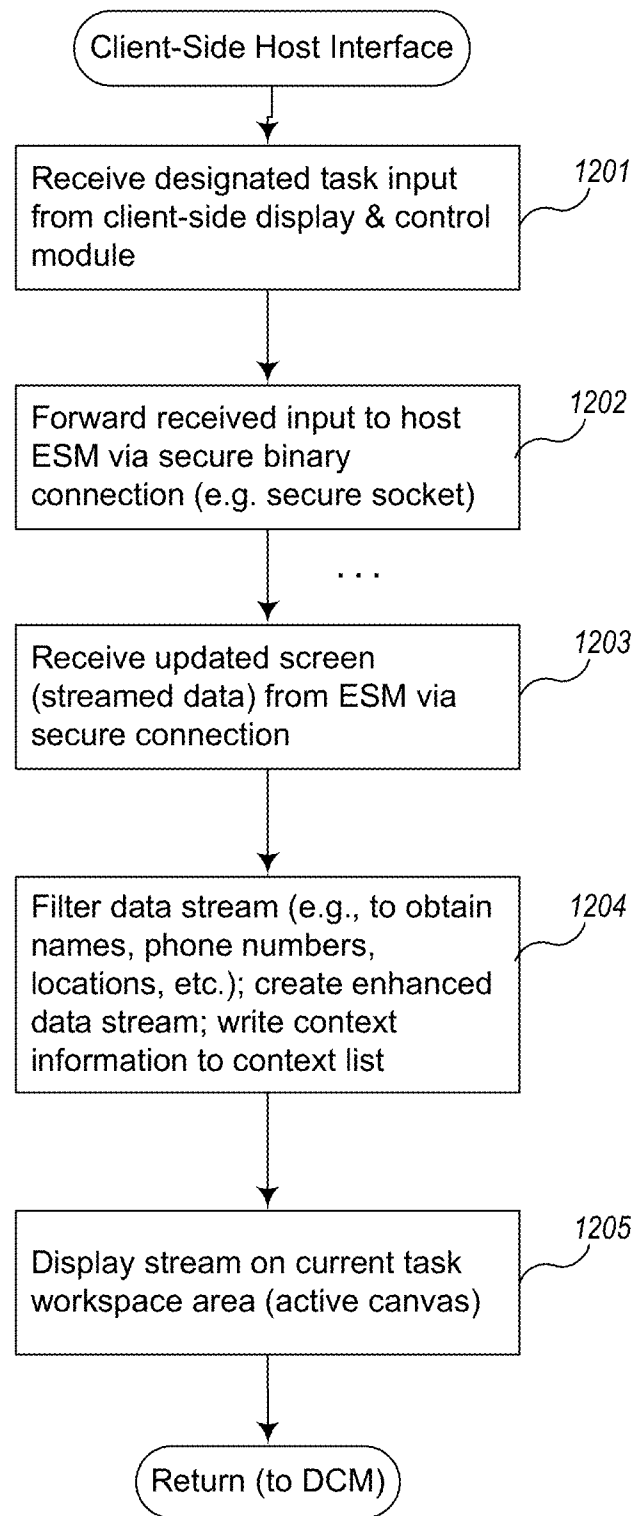 Client-Side Host Interface
Receive designated task input
from client-side display & control
module
1201
Forward received input to host
ESM via secure binary
connection (e.g. secure socket)
1202
. . .
Receive updated screen
(streamed data) from ESM via
secure connection
1203
Filter data stream (e.g., to obtain
names, phone numbers,
locations, etc.); create enhanced
data stream; write context
information to context list
1204
Display stream on current task
workspace area (active canvas)
1205
Return (to DCM)